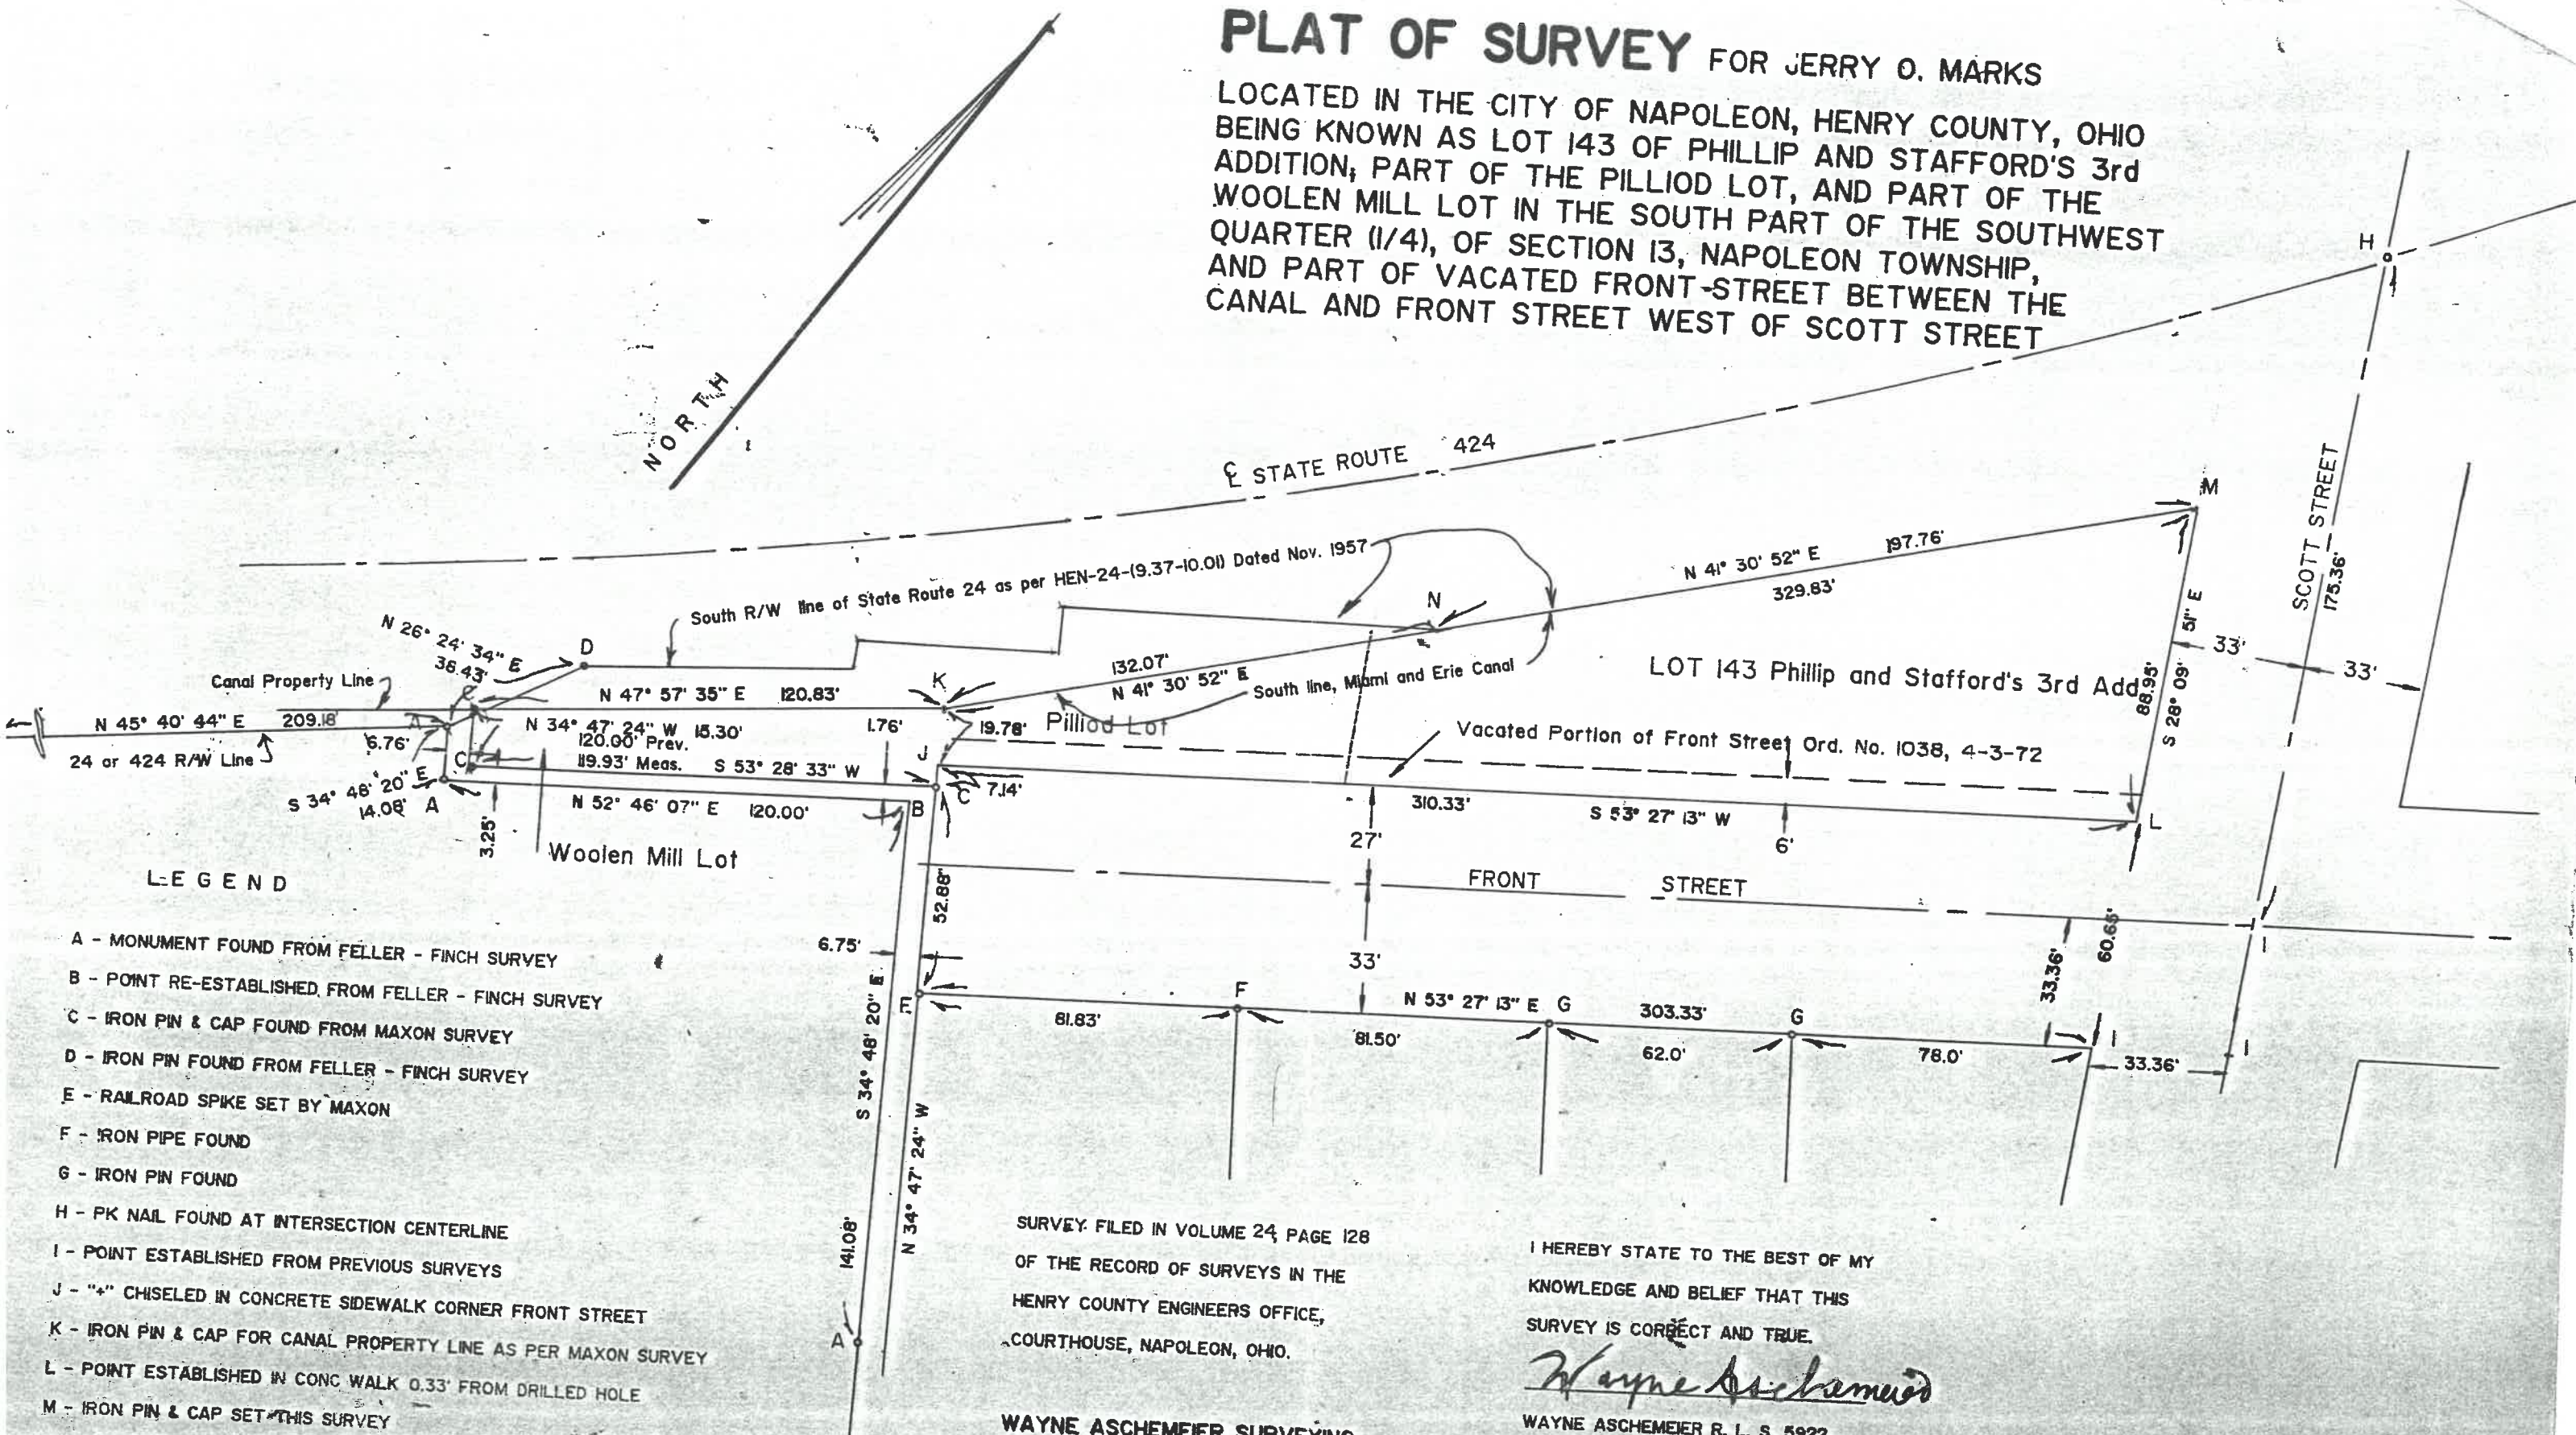 PLAT OF SURVEY FOR JERRY O. MARKS
LOCATED IN THE CITY OF NAPOLEON, HENRY COUNTY, OHIO
BEING KNOWN AS LOT 143 OF PHILLIP AND STAFFORD'S 3rd
ADDITION, PART OF THE PILLIOD LOT, AND PART OF THE
WOOLEN MILL LOT IN THE SOUTH PART OF THE SOUTHWEST
QUARTER (1/4), OF SECTION 13, NAPOLEON TOWNSHIP,
AND PART OF VACATED FRONT-STREET BETWEEN THE
CANAL AND FRONT STREET WEST OF SCOTT STREET
NORTH
H
℄ STATE ROUTE 424
SCOTT STREET
175.36'
M
South R/W line of State Route 24 as per HEN-24-(9.37-10.01) Dated Nov. 1957
N 41° 30' 52" E 197.76'
329.83'
N
S 28° 09' 51" E
88.95'
33'
33'
N 26° 24' 34" E
38.43'
D
Canal Property Line
C
N 47° 57' 35" E 120.83'
K
132.07'
N 41° 30' 52" E
South line, Miami and Erie Canal
LOT 143 Phillip and Stafford's 3rd Add.
N 45° 40' 44" E 209.18'
A
24 or 424 R/W Line
6.76'
N 34° 47' 24" W 15.30'
120.00' Prev.
119.93' Meas. S 53° 28' 33" W
C
1.76'
J
19.78'
Pilliod Lot
Vacated Portion of Front Street Ord. No. 1038, 4-3-72
S 34° 48' 20" E
14.08'
A
N 52° 46' 07" E 120.00'
B
C
7.14'
310.33'
S 53° 27' 13" W
L
3.25'
Woolen Mill Lot
27'
6'
FRONT STREET
52.88'
6.75'
E
33'
33.36'
60.65'
I
F
N 53° 27' 13" E
G
303.33'
G
I
I
81.83'
81.50'
62.0'
78.0'
33.36'
S 34° 48' 20" E
N 34° 47' 24" W
141.08'
A
LEGEND
A - MONUMENT FOUND FROM FELLER - FINCH SURVEY
B - POINT RE-ESTABLISHED FROM FELLER - FINCH SURVEY
C - IRON PIN & CAP FOUND FROM MAXON SURVEY
D - IRON PIN FOUND FROM FELLER - FINCH SURVEY
E - RAILROAD SPIKE SET BY MAXON
F - IRON PIPE FOUND
G - IRON PIN FOUND
H - PK NAIL FOUND AT INTERSECTION CENTERLINE
I - POINT ESTABLISHED FROM PREVIOUS SURVEYS
J - "+" CHISELED IN CONCRETE SIDEWALK CORNER FRONT STREET
K - IRON PIN & CAP FOR CANAL PROPERTY LINE AS PER MAXON SURVEY
L - POINT ESTABLISHED IN CONC WALK 0.33' FROM DRILLED HOLE
M - IRON PIN & CAP SET THIS SURVEY
SURVEY FILED IN VOLUME 24, PAGE 128
OF THE RECORD OF SURVEYS IN THE
HENRY COUNTY ENGINEERS OFFICE,
COURTHOUSE, NAPOLEON, OHIO.
WAYNE ASCHEMEIER SURVEYING
I HEREBY STATE TO THE BEST OF MY
KNOWLEDGE AND BELIEF THAT THIS
SURVEY IS CORRECT AND TRUE.
Wayne Aschemeier
WAYNE ASCHEMEIER R. L. S. 5922